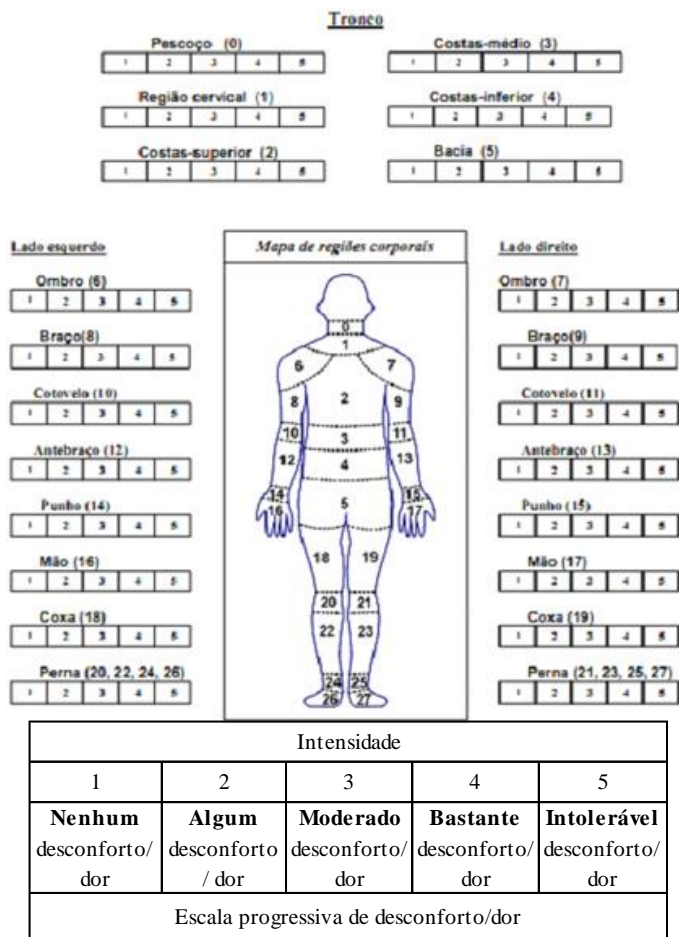 Tronco
Pescoço (0)
1 2 3 4 5
Costas-médio (3)
1 2 3 4 5
Região cervical (1)
1 2 3 4 5
Costas-inferior (4)
1 2 3 4 5
Costas-superior (2)
1 2 3 4 5
Bacia (5)
1 2 3 4 5
Lado esquerdo
Ombro (6)
1 2 3 4 5
Braço(8)
1 2 3 4 5
Cotovelo (10)
1 2 3 4 5
Antebraço (12)
1 2 3 4 5
Punho (14)
1 2 3 4 5
Mão (16)
1 2 3 4 5
Coxa (18)
1 2 3 4 5
Perna (20, 22, 24, 26)
1 2 3 4 5
Mapa de regiões corporais
0
1
6 7
2
8 9
10 3 11
12 4 13
14 5 15
16 17
18 19
20 21
22 23
24 25
26 27
Lado direito
Ombro (7)
1 2 3 4 5
Braço(9)
1 2 3 4 5
Cotovelo (11)
1 2 3 4 5
Antebraço (13)
1 2 3 4 5
Punho (15)
1 2 3 4 5
Mão (17)
1 2 3 4 5
Coxa (19)
1 2 3 4 5
Perna (21, 23, 25, 27)
1 2 3 4 5
Intensidade
1 2 3 4 5
Nenhum Algum Moderado Bastante Intolerável
desconforto/ desconforto desconforto/ desconforto/ desconforto/
dor / dor dor dor dor
Escala progressiva de desconforto/dor